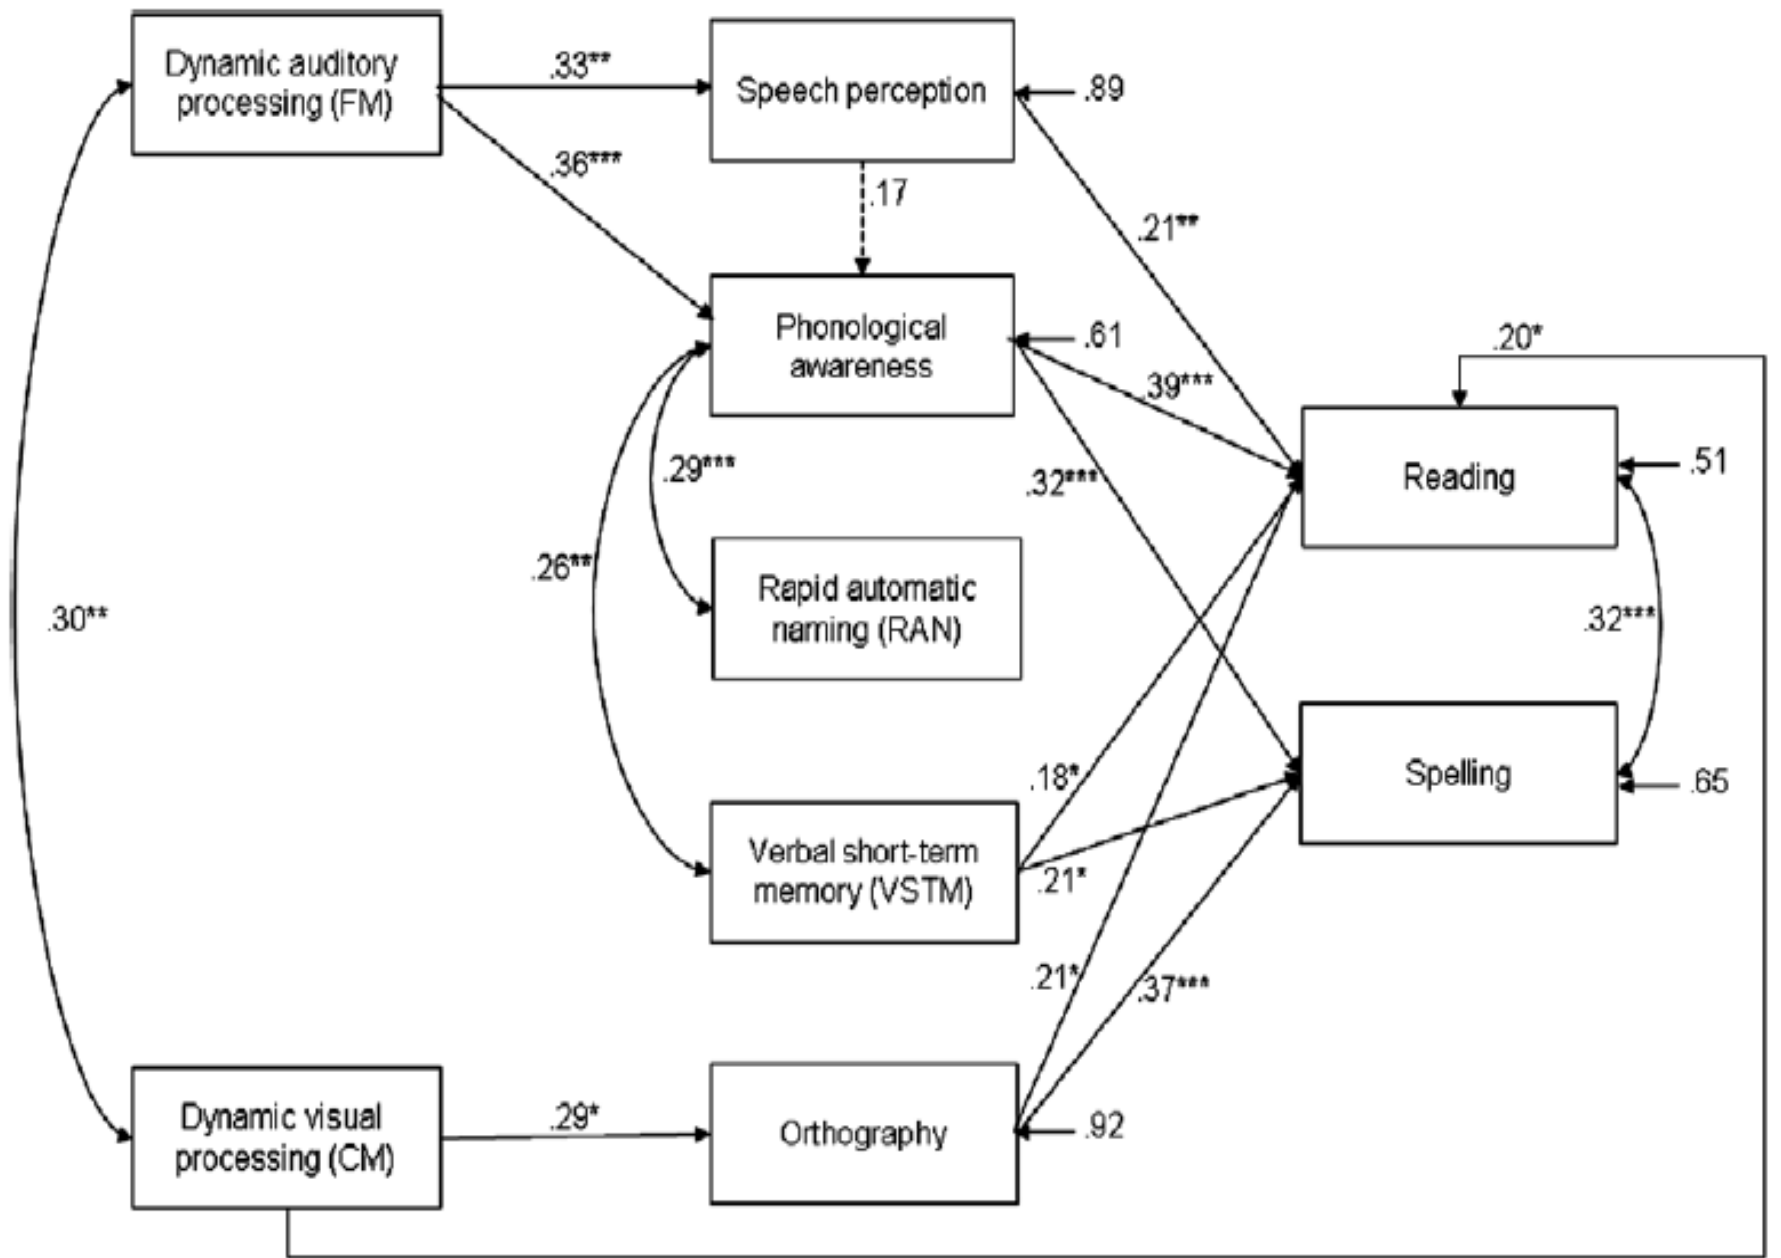 Dynamic auditory
processing (FM)
.33**
Speech perception
.89
.36***
.17
.21**
Phonological
awareness
.61
.39***
.20*
.29***
.32***
Reading
.51
.26**
Rapid automatic
naming (RAN)
.30**
.32***
.18*
Spelling
.65
Verbal short-term
memory (VSTM)
.21*
.21*
.37***
Dynamic visual
processing (CM)
.29*
Orthography
.92